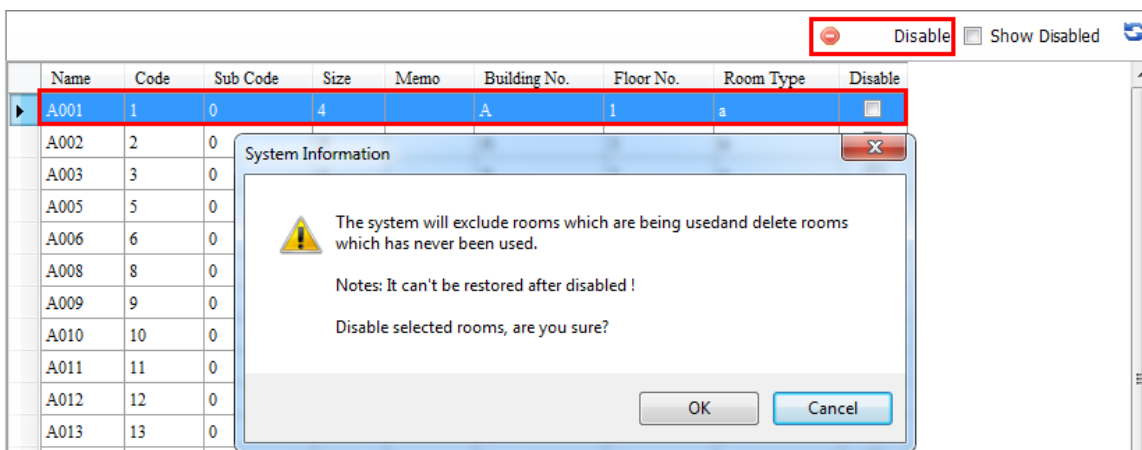 Disable Show Disabled
Name Code Sub Code Size Memo Building No. Floor No. Room Type Disable
A001 1 0 4 A 1 a
A002 2 0
System Information
A003 3 0
A005 5 0
The system will exclude rooms which are being usedand delete rooms
A006 6 0
which has never been used.
A008 8 0
Notes: It can't be restored after disabled !
A009 9 0
A010 10 0
Disable selected rooms, are you sure?
A011 11 0
A012 12 0
OK Cancel
A013 13 0